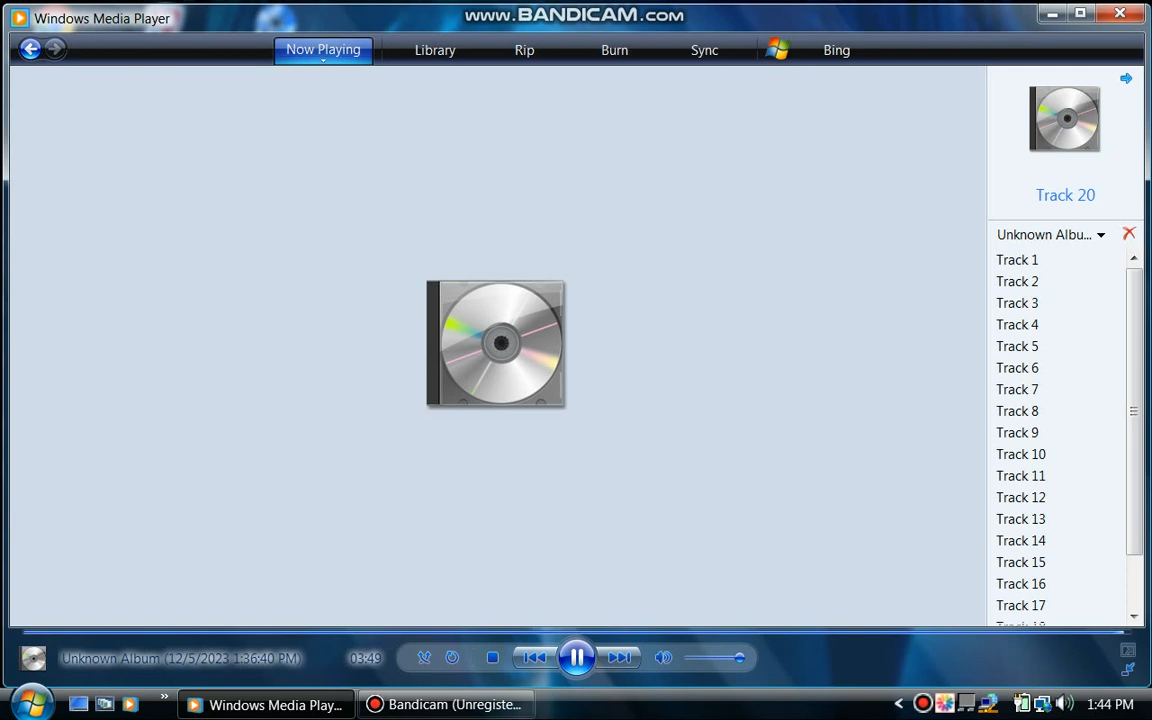 Windows Media Player
www.BANDICAM.com
Now Playing
Library
Rip
Burn
Sync
Bing
Track 20
Unknown Albu...
Track 1
Track 2
Track 3
Track 4
Track 5
Track 6
Track 7
Track 8
Track 9
Track 10
Track 11
Track 12
Track 13
Track 14
Track 15
Track 16
Track 17
Unknown Album (12/5/2023 1:36:40 PM)
03:49
Windows Media Play...
Bandicam (Unregiste...
1:44 PM